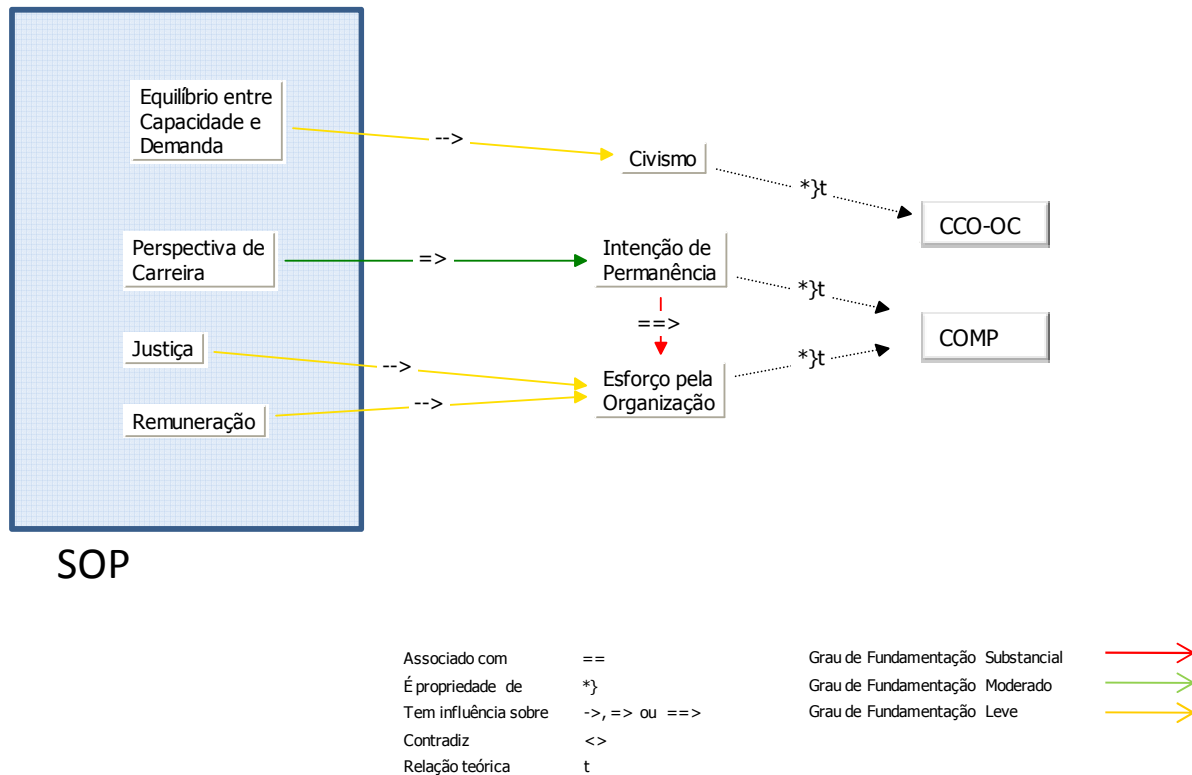 Equilíbrio entre
Capacidade e
Demanda
-->
Civismo
*}t
CCO-OC
Perspectiva de
Carreira
=>
Intenção de
Permanência
*}t
==>
COMP
Justiça
-->
*}t
Esforço pela
Organização
-->
Remuneração
SOP
Associado com ==
É propriedade de *}
Tem influência sobre ->, => ou ==>
Contradiz <>
Relação teórica t
Grau de Fundamentação Substancial
Grau de Fundamentação Moderado
Grau de Fundamentação Leve